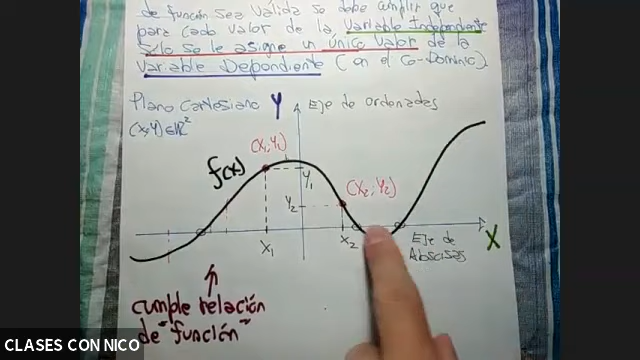 de función sea válida se debe cumplir que
para cada valor de la Variable Independiente
sólo se le asigne un único valor de la
Variable Dependiente (en el Co-Dominio).
Plano Cartesiano
(x,y) ∈ ℝ²
Y
Eje de Ordenadas
(x₁,y₁)
f(x)
y₁
(x₂,y₂)
y₂
x₁
x₂
Eje de
Abscisas
X
cumple relación
de "función"
CLASES CON NICO